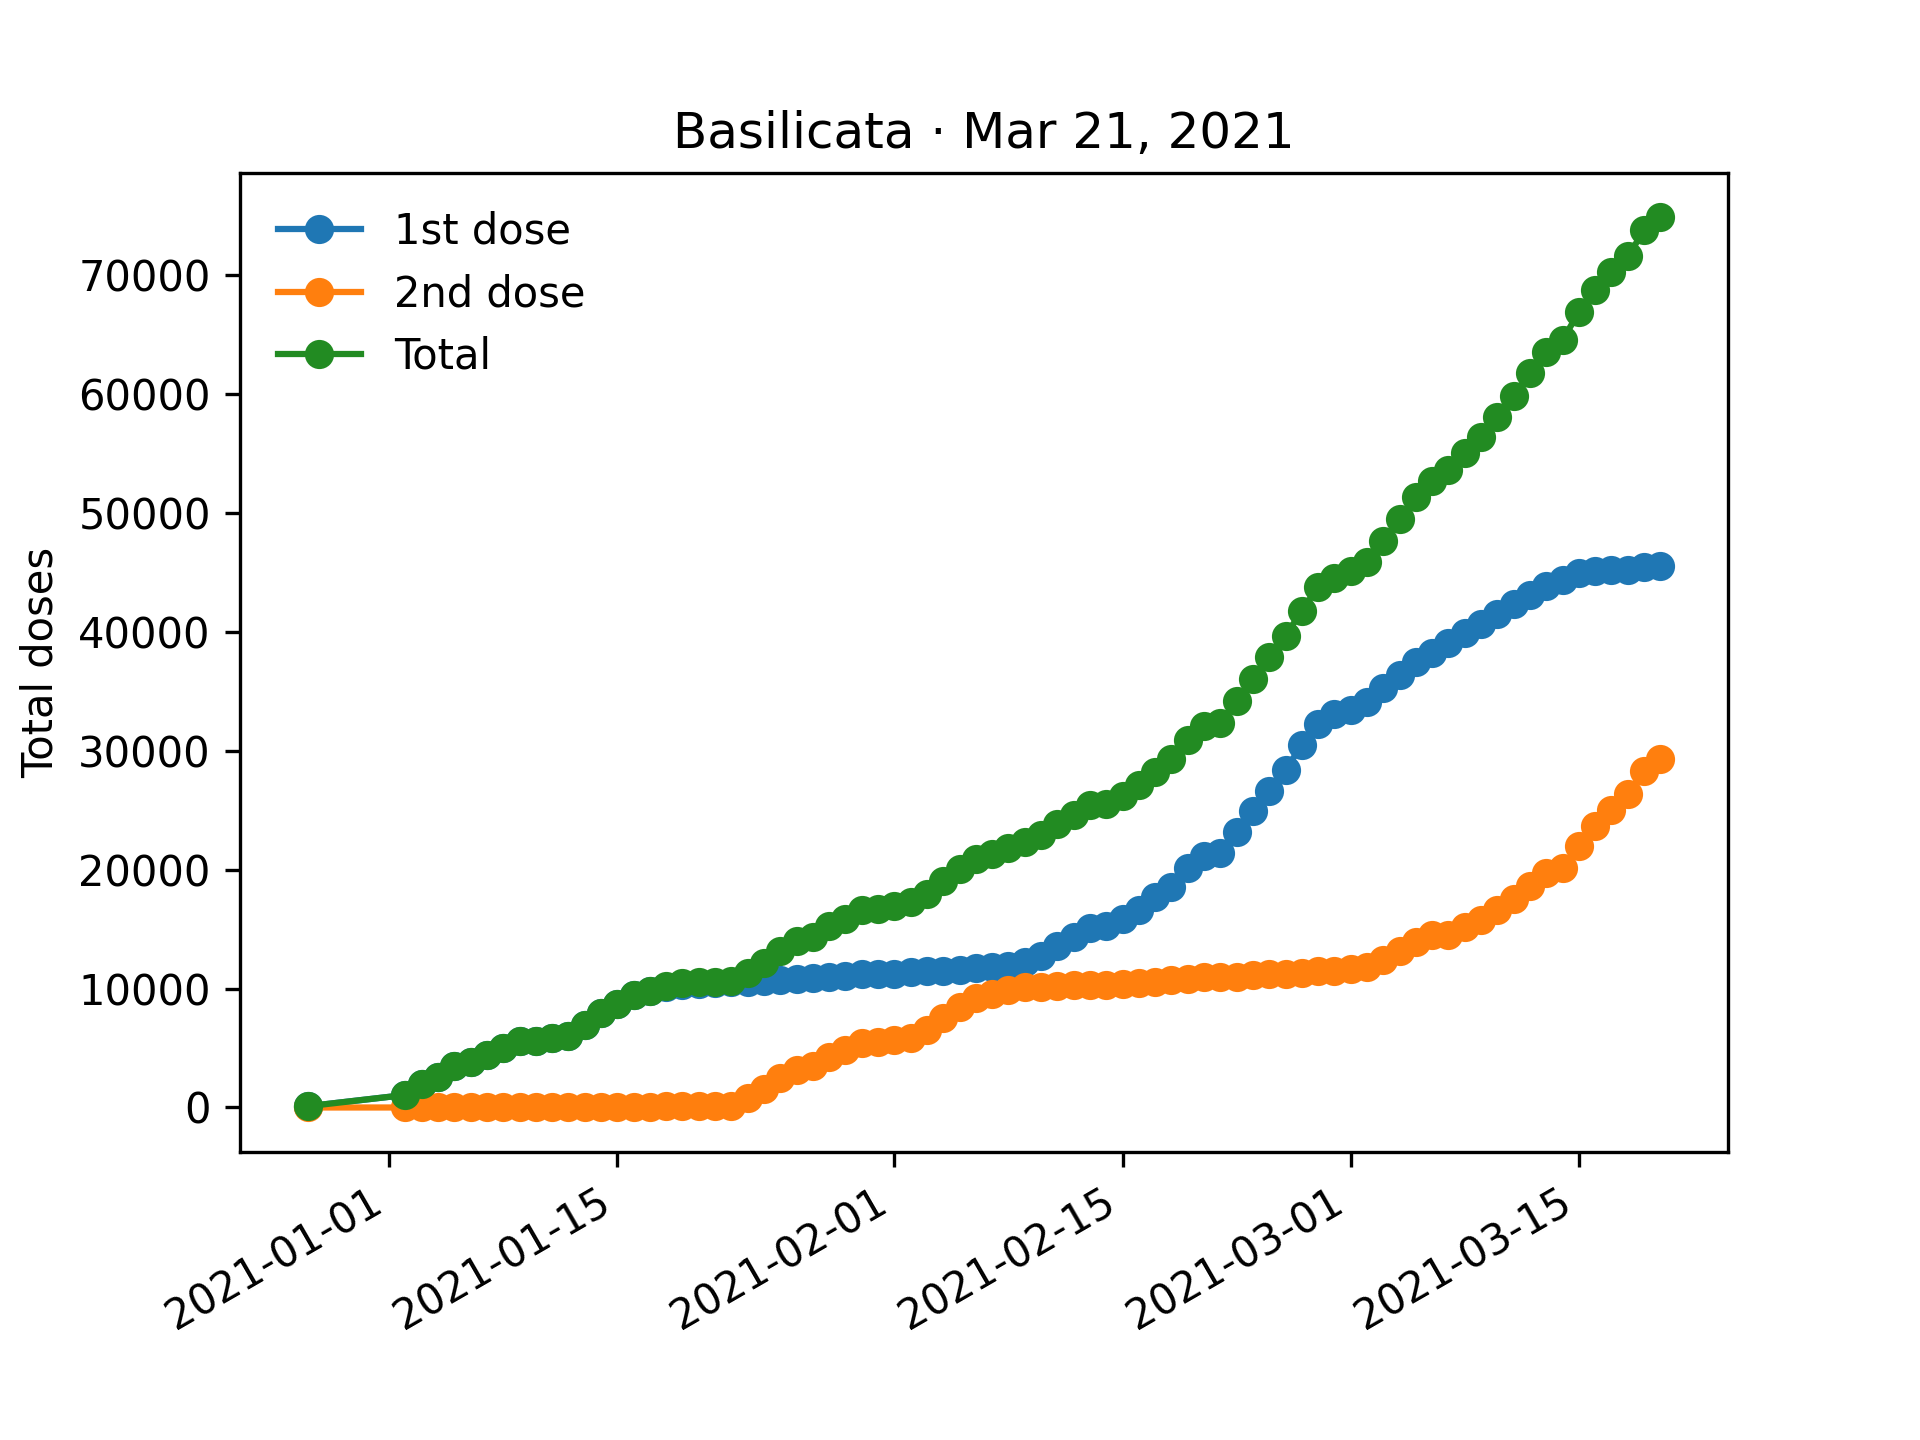 Basilicata · Mar 21, 2021
1st dose
2nd dose
Total
Total doses
70000
60000
50000
40000
30000
20000
10000
0
2021-01-01
2021-01-15
2021-02-01
2021-02-15
2021-03-01
2021-03-15